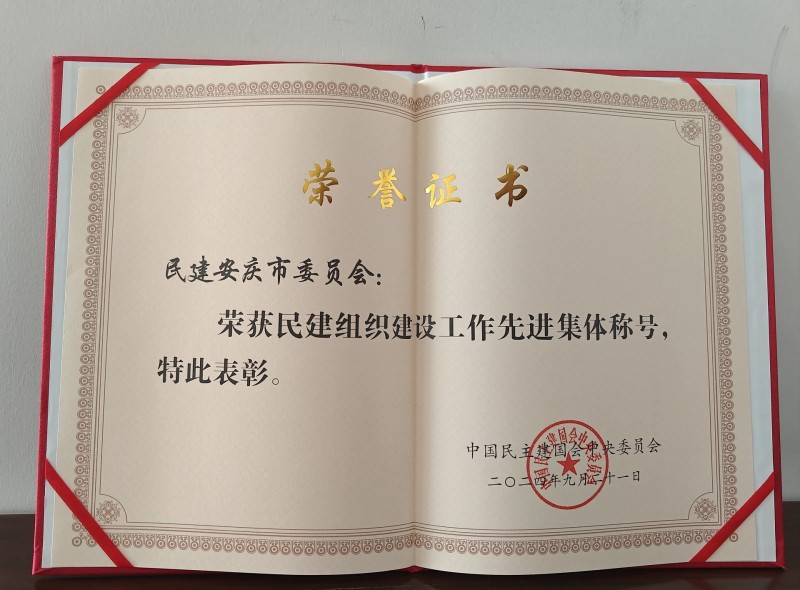 荣誉证书
民建安庆市委员会：
荣获民建组织建设工作先进集体称号，
特此表彰。
中国民主建国会中央委员会
二〇二四年九月二十一日